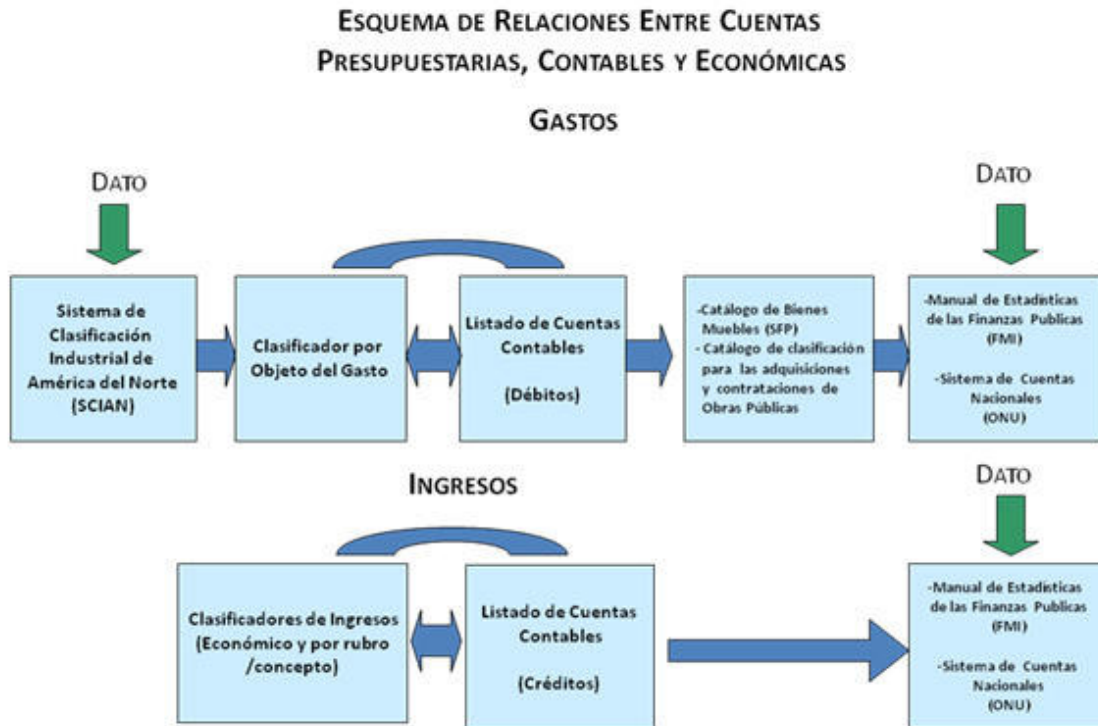 ESQUEMA DE RELACIONES ENTRE CUENTAS
PRESUPUESTARIAS, CONTABLES Y ECONÓMICAS
GASTOS
DATO
DATO
Sistema de
Clasificación
Industrial de
América del Norte
(SCIAN)
Clasificador por
Objeto del Gasto
Listado de Cuentas
Contables
(Débitos)
-Catálogo de Bienes
Muebles (SFP)
- Catálogo de clasificación
para las adquisiciones
y contrataciones de
Obras Públicas
-Manual de Estadísticas
de las Finanzas Publicas
(FMI)
-Sistema de Cuentas
Nacionales
(ONU)
INGRESOS
DATO
Clasificadores de Ingresos
(Económico y por rubro
/concepto)
Listado de Cuentas
Contables
(Créditos)
-Manual de Estadísticas
de las Finanzas Publicas
(FMI)
-Sistema de Cuentas
Nacionales
(ONU)